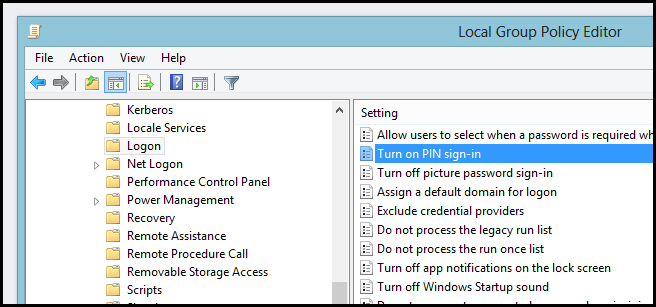 Local Group Policy Editor
File Action View Help
Kerberos
Locale Services
Logon
Net Logon
Performance Control Panel
Power Management
Recovery
Remote Assistance
Remote Procedure Call
Removable Storage Access
Scripts
Setting
Allow users to select when a password is required
Turn on PIN sign-in
Turn off picture password sign-in
Assign a default domain for logon
Exclude credential providers
Do not process the legacy run list
Do not process the run once list
Turn off app notifications on the lock screen
Turn off Windows Startup sound